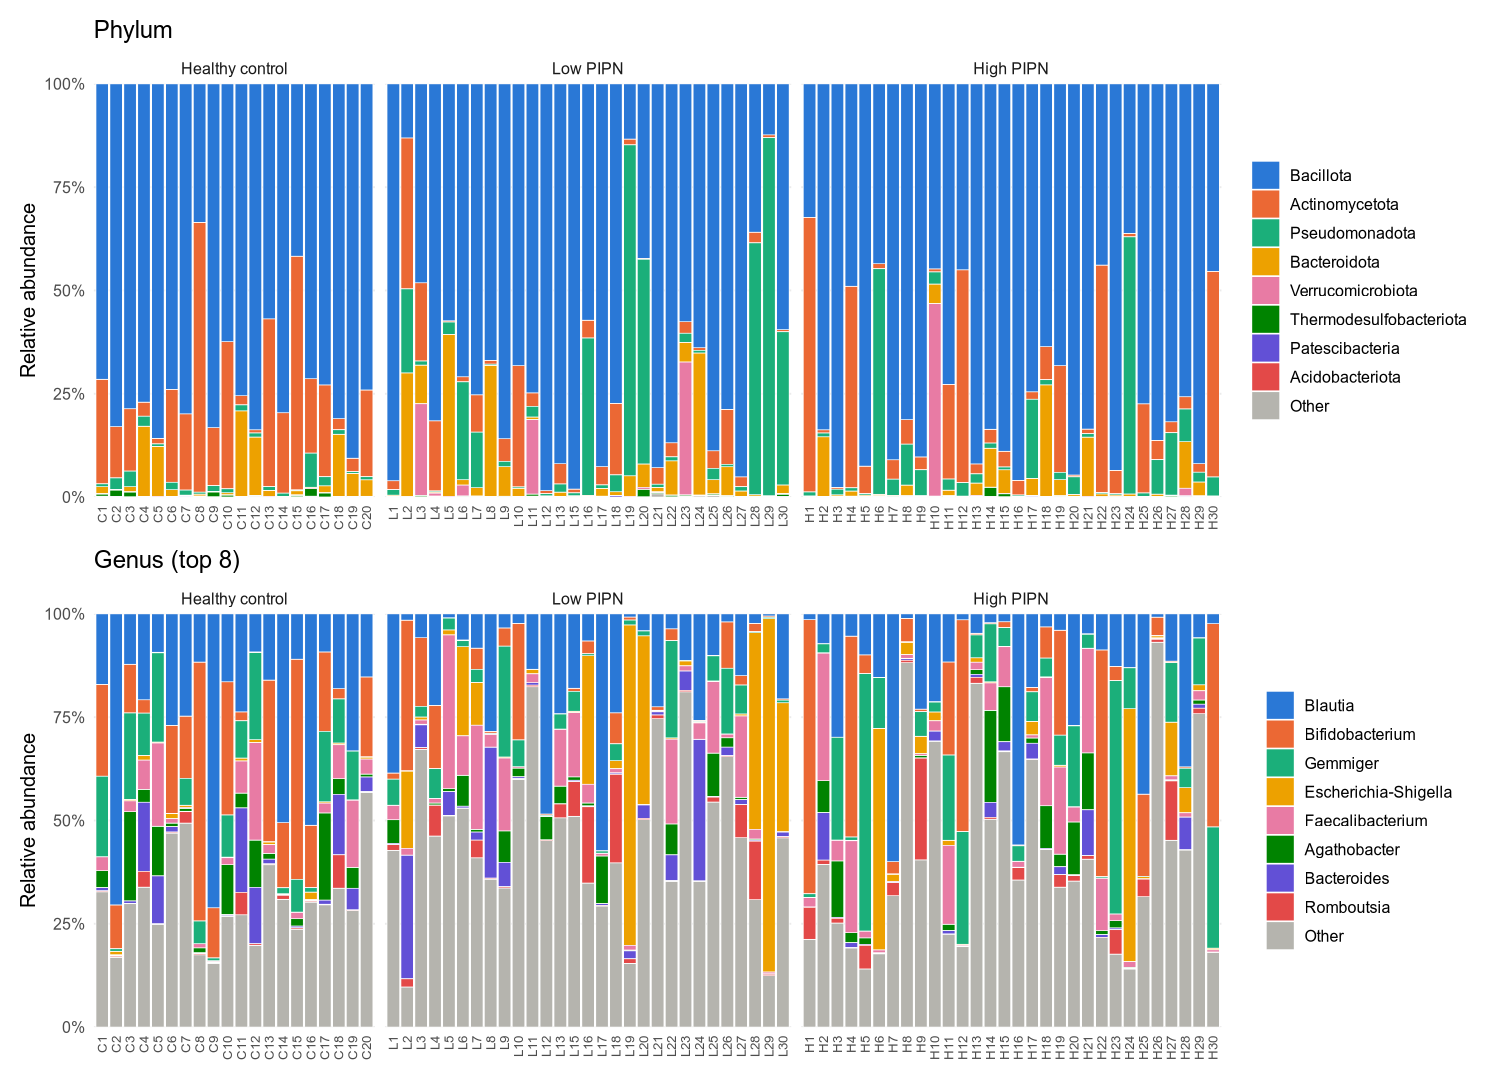 Phylum
Healthy control Low PIPN High PIPN
100%
75%
50%
25%
0%
Relative abundance
C1 C2 C3 C4 C5 C6 C7 C8 C9 C10 C11 C12 C13 C14 C15 C16 C17 C18 C19 C20 L1 L2 L3 L4 L5 L6 L7 L8 L9 L10 L11 L12 L13 L15 L16 L17 L18 L19 L20 L21 L22 L23 L24 L25 L26 L27 L28 L29 L30 H1 H2 H3 H4 H5 H6 H7 H8 H9 H10 H11 H12 H13 H14 H15 H16 H17 H18 H19 H20 H21 H22 H23 H24 H25 H26 H27 H28 H29 H30
Bacillota
Actinomycetota
Pseudomonadota
Bacteroidota
Verrucomicrobiota
Thermodesulfobacteriota
Patescibacteria
Acidobacteriota
Other
Genus (top 8)
Healthy control Low PIPN High PIPN
100%
75%
50%
25%
0%
Relative abundance
C1 C2 C3 C4 C5 C6 C7 C8 C9 C10 C11 C12 C13 C14 C15 C16 C17 C18 C19 C20 L1 L2 L3 L4 L5 L6 L7 L8 L9 L10 L11 L12 L13 L15 L16 L17 L18 L19 L20 L21 L22 L23 L24 L25 L26 L27 L28 L29 L30 H1 H2 H3 H4 H5 H6 H7 H8 H9 H10 H11 H12 H13 H14 H15 H16 H17 H18 H19 H20 H21 H22 H23 H24 H25 H26 H27 H28 H29 H30
Blautia
Bifidobacterium
Gemmiger
Escherichia-Shigella
Faecalibacterium
Agathobacter
Bacteroides
Romboutsia
Other